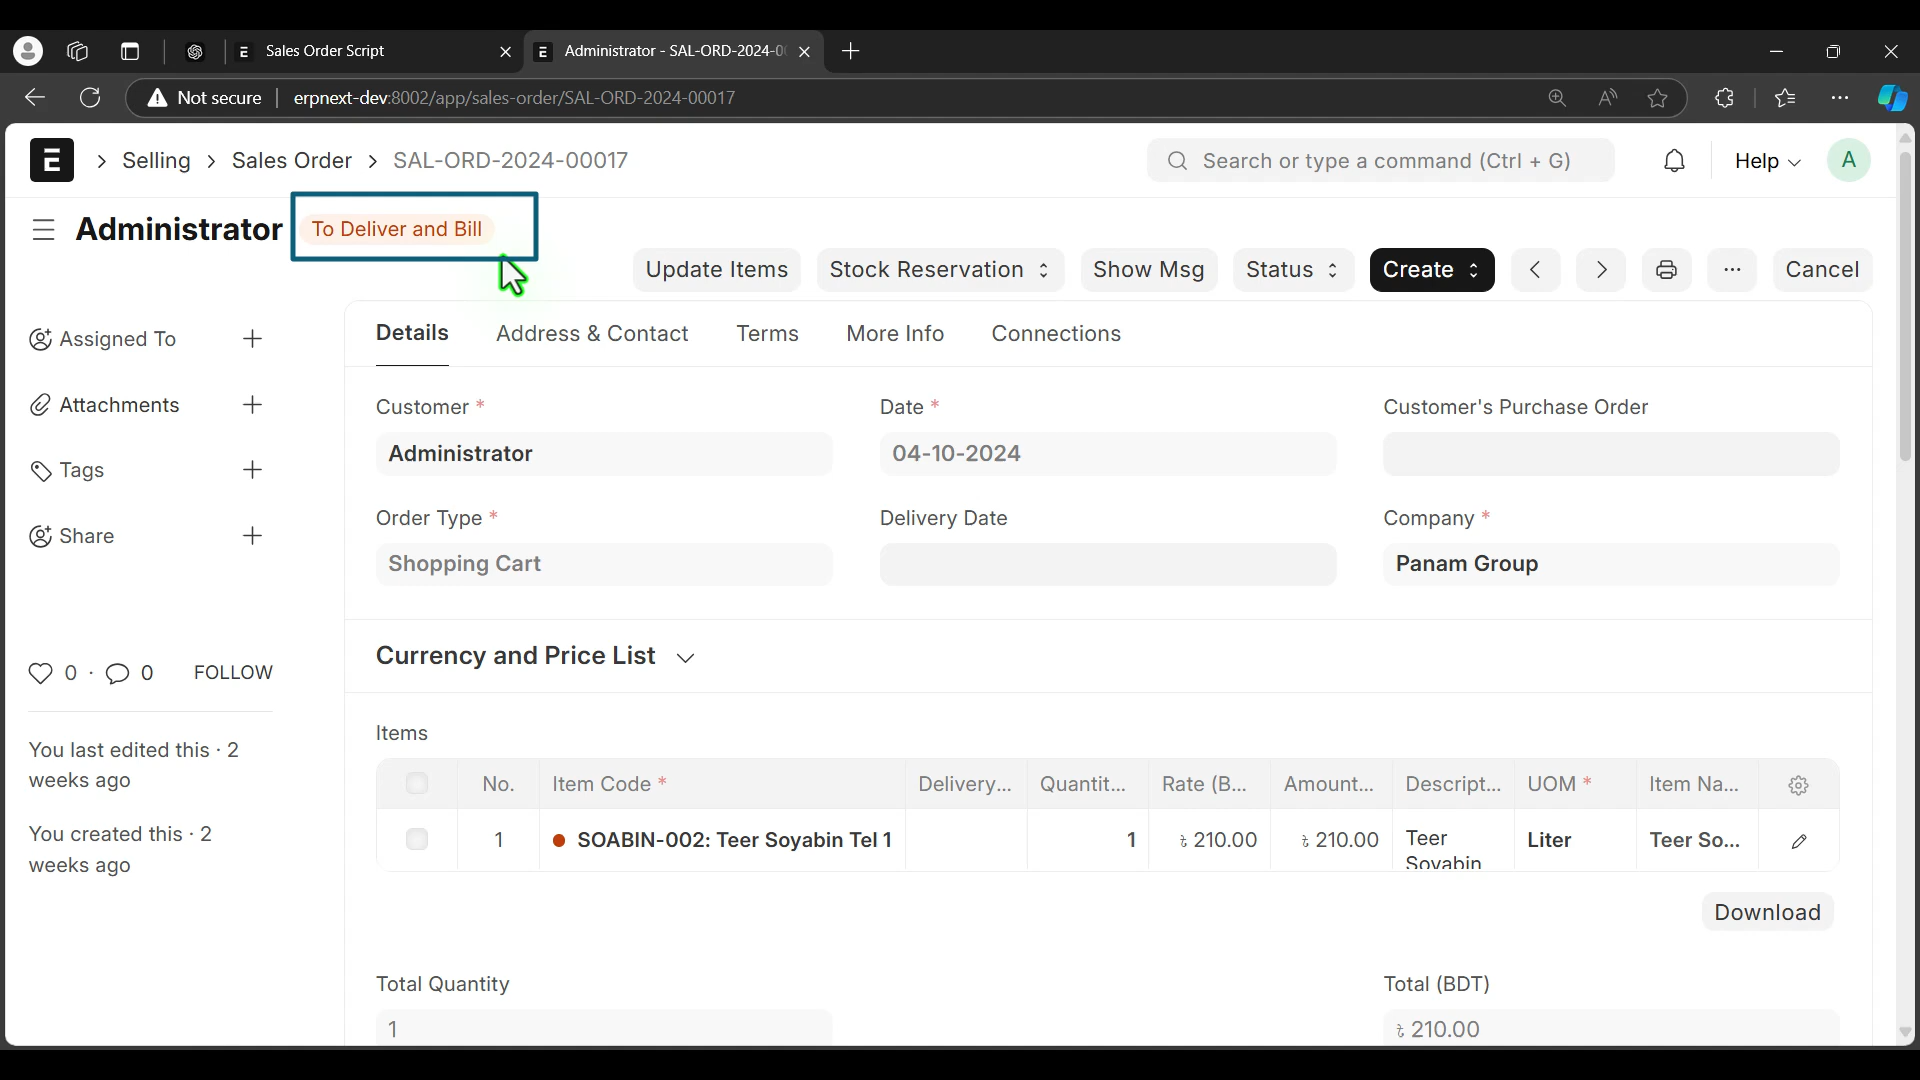 Sales Order Script
Administrator - SAL-ORD-2024-0
Not secure
erpnext-dev:8002/app/sales-order/SAL-ORD-2024-00017
E > Selling > Sales Order > SAL-ORD-2024-00017
Search or type a command (Ctrl + G)
Help
A
Administrator
To Deliver and Bill
Update Items
Stock Reservation
Show Msg
Status
Create
Cancel
Assigned To
Attachments
Tags
Share
0 · 0 FOLLOW
You last edited this · 2
weeks ago
You created this · 2
weeks ago
Details Address & Contact Terms More Info Connections
Customer *
Administrator
Date *
04-10-2024
Customer's Purchase Order
Order Type *
Shopping Cart
Delivery Date
Company *
Panam Group
Currency and Price List
Items
No. Item Code * Delivery... Quantit... Rate (B... Amount... Descript... UOM * Item Na...
1 SOABIN-002: Teer Soyabin Tel 1 1 ৳ 210.00 ৳ 210.00 Teer Liter Teer So...
Soyabin
Download
Total Quantity
1
Total (BDT)
৳ 210.00